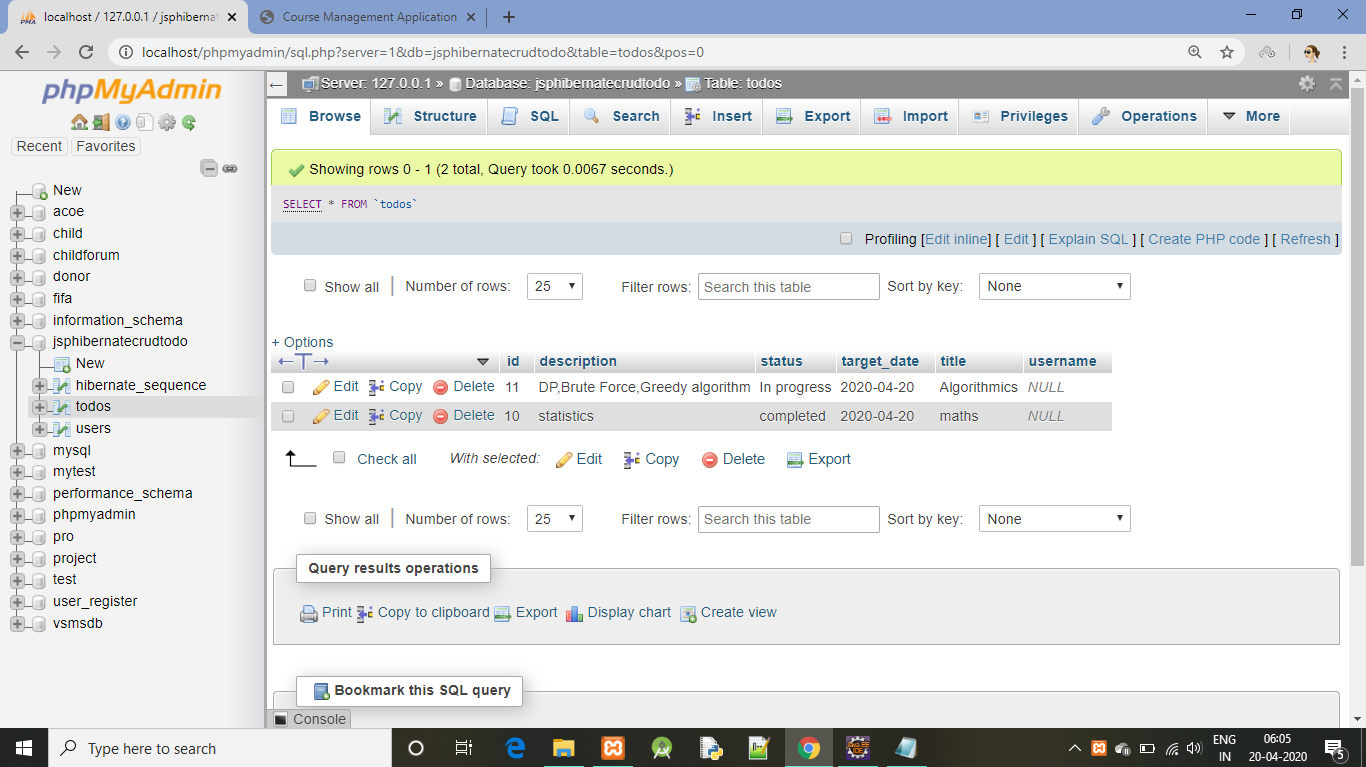 localhost / 127.0.0.1 / jsphibernat
Course Management Application
localhost/phpmyadmin/sql.php?server=1&db=jsphibernatecrudtodo&table=todos&pos=0
phpMyAdmin
Recent Favorites
New
acoe
child
childforum
donor
fifa
information_schema
jsphibernatecrudtodo
New
hibernate_sequence
todos
users
mysql
mytest
performance_schema
phpmyadmin
pro
project
test
user_register
vsmsdb
Server: 127.0.0.1 » Database: jsphibernatecrudtodo » Table: todos
Browse Structure SQL Search Insert Export Import Privileges Operations More
Showing rows 0 - 1 (2 total, Query took 0.0067 seconds.)
SELECT * FROM `todos`
Profiling [Edit inline] [ Edit ] [ Explain SQL ] [ Create PHP code ] [ Refresh ]
Show all | Number of rows: 25 Filter rows: Search this table Sort by key: None
+ Options
←T→ id description status target_date title username
Edit Copy Delete 11 DP,Brute Force,Greedy algorithm In progress 2020-04-20 Algorithmics NULL
Edit Copy Delete 10 statistics completed 2020-04-20 maths NULL
Check all With selected: Edit Copy Delete Export
Show all | Number of rows: 25 Filter rows: Search this table Sort by key: None
Query results operations
Print Copy to clipboard Export Display chart Create view
Bookmark this SQL query
Console
Type here to search
ENG
IN
06:05
20-04-2020
5